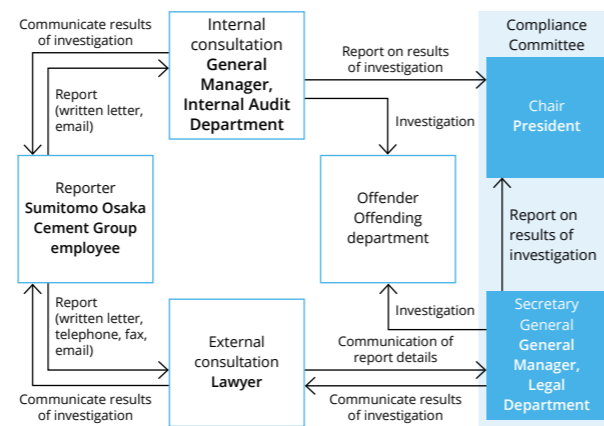 Communicate results
of investigation
Internal
consultation
General
Manager,
Internal Audit
Department
Report on results
of investigation
Compliance
Committee
Chair
President
Report
(written letter,
email)
Investigation
Reporter
Sumitomo Osaka
Cement Group
employee
Offender
Offending
department
Report on
results of
investigation
Report
(written letter,
telephone, fax,
email)
Investigation
External
consultation
Lawyer
Communication of
report details
Secretary
General
General
Manager,
Legal
Department
Communicate results
of investigation
Communicate results
of investigation